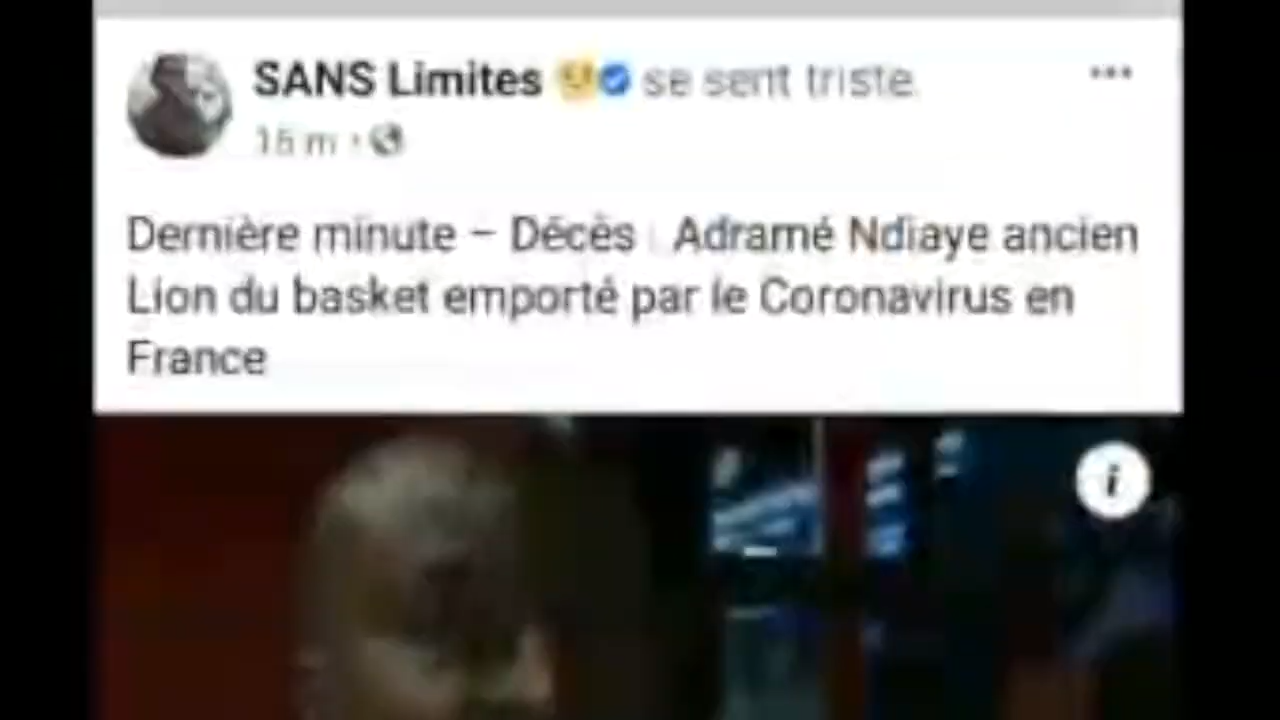 SANS Limites se sent triste.
Dernière minute – Décès : Adramé Ndiaye ancien
Lion du basket emporté par le Coronavirus en
France